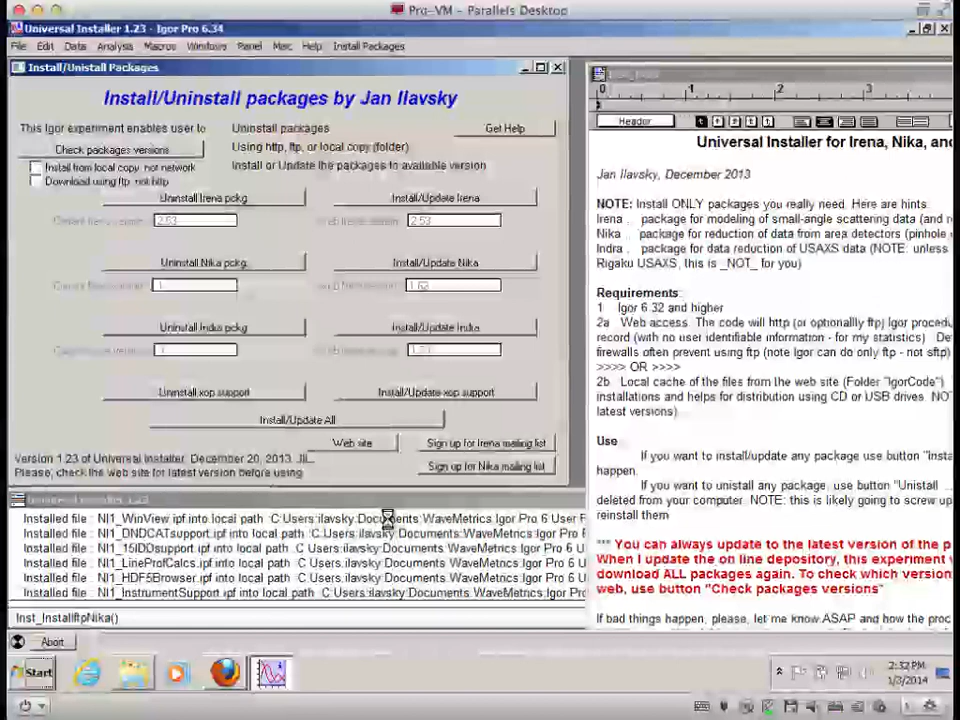 Pro-VM - Parallels Desktop
Universal Installer 1.23 - Igor Pro 6.34
File Edit Data Analysis Macros Windows Panel Misc Help Install Packages
Install/Unistall Packages
Install/Uninstall packages by Jan Ilavsky
This Igor experiment enables user to
Uninstall packages
Get Help
Check packages versions
Using http, ftp, or local copy (folder)
Install from local copy, not network
Install or Update the packages to available version
Download using ftp, not http
Uninstall Irena pckg.
Install/Update Irena
2.53
2.53
Uninstall Nika pckg.
Install/Update Nika
1.62
Uninstall Indra pckg.
Install/Update Indra
Uninstall xop support
Install/Update xop support
Install/Update All
Web site
Sign up for Irena mailing list
Version 1.23 of Universal Installer. December 20, 2013. JIL
Sign up for Nika mailing list
Please, check the web site for latest version before using
Universal Installer 1.23
Installed file : NI1_WinView.ipf into local path :C:Users:ilavsky:Documents:WaveMetrics:Igor Pro 6 User F
Installed file : NI1_DNDCATsupport.ipf into local path :C:Users:ilavsky:Documents:WaveMetrics:Igor Pro
Installed file : NI1_15IDDsupport.ipf into local path :C:Users:ilavsky:Documents:WaveMetrics:Igor Pro 6 U
Installed file : NI1_LineProfCalcs.ipf into local path :C:Users:ilavsky:Documents:WaveMetrics:Igor Pro 6 U
Installed file : NI1_HDF5Browser.ipf into local path :C:Users:ilavsky:Documents:WaveMetrics:Igor Pro 6 U
Installed file : NI1_InstrumentSupport.ipf into local path :C:Users:ilavsky:Documents:WaveMetrics:Igor Pro
Inst_InstallftpNika()
Abort
0 1 2 3
Header
Universal Installer for Irena, Nika, and
Jan Ilavsky, December 2013
NOTE: Install ONLY packages you really need. Here are hints:
Irena .. package for modeling of small-angle scattering data (and r
Nika .. package for reduction of data from area detectors (pinhole
Indra .. package for data reduction of USAXS data (NOTE: unless
Rigaku USAXS, this is _NOT_ for you)
Requirements:
1 Igor 6.32 and higher
2a Web access. The code will http (or optionallly ftp) Igor procedu
record (with no user identifiable information - for my statistics)
firewalls often prevent using ftp (note Igor can do only ftp - not sftp)
>>>> OR >>>>
2b Local cache of the files from the web site (Folder "IgorCode")
installations and helps for distribution using CD or USB drives. NO
latest versions)
Use
If you want to install/update any package use button "Insta
happen.
If you want to unistall any package, use button "Unistall
deleted from your computer. NOTE: this is likely going to screw up
reinstall them
*** You can always update to the latest version of the p
When I update the on line depository, this experiment
download ALL packages again. To check which version
web, use button "Check packages versions"
If bad things happen, please, let me know ASAP and how the proc
Start
2:32 PM
1/3/2014